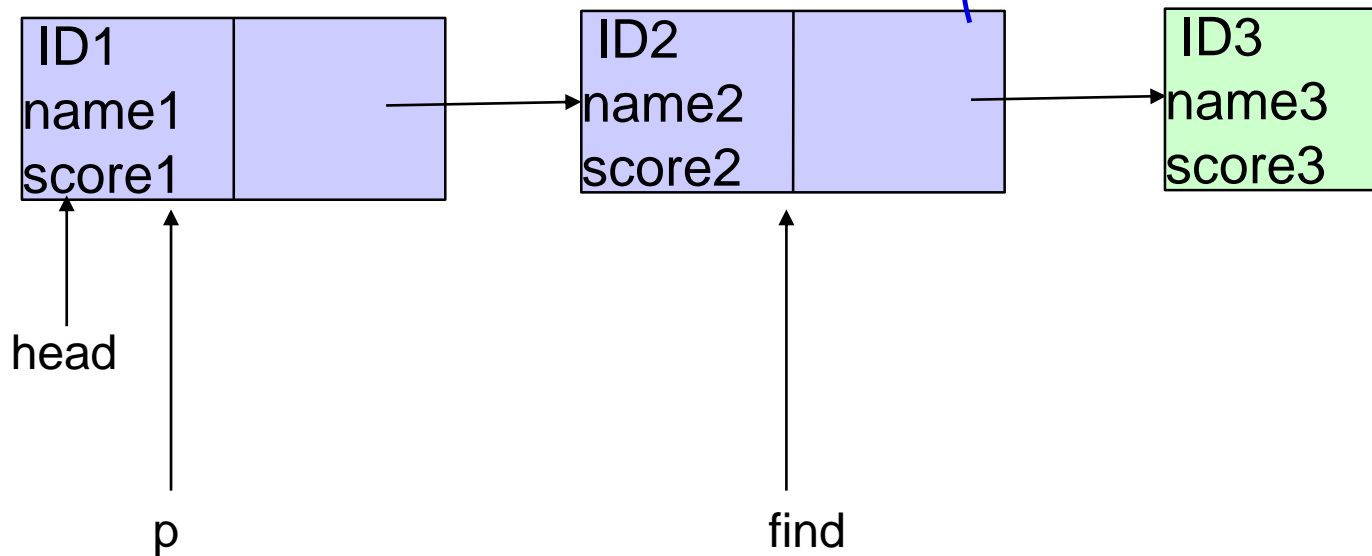 ID1
name1
score1
ID2
name2
score2
ID3
name3
score3
head
p
find